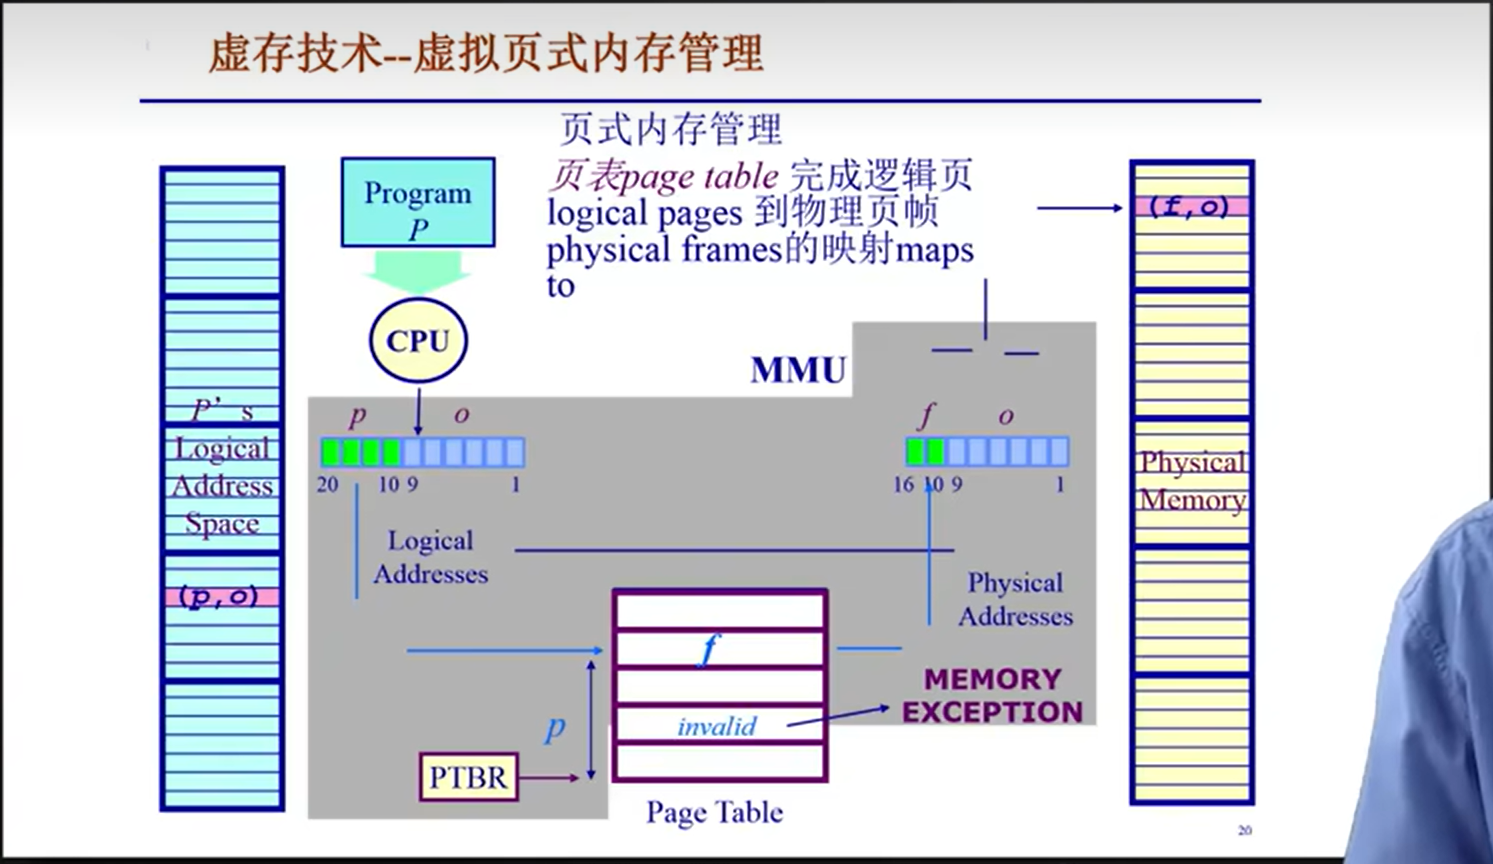 虚存技术--虚拟页式内存管理
页式内存管理
页表page table 完成逻辑页
logical pages 到物理页帧
physical frames的映射maps
to
Program
P
CPU
MMU
(f,o)
p
o
20
10 9
1
f
o
16 10 9
1
P’s
Logical
Address
Space
(p,o)
Logical
Addresses
Physical
Addresses
Physical
Memory
f
invalid
MEMORY
EXCEPTION
p
PTBR
Page Table
20